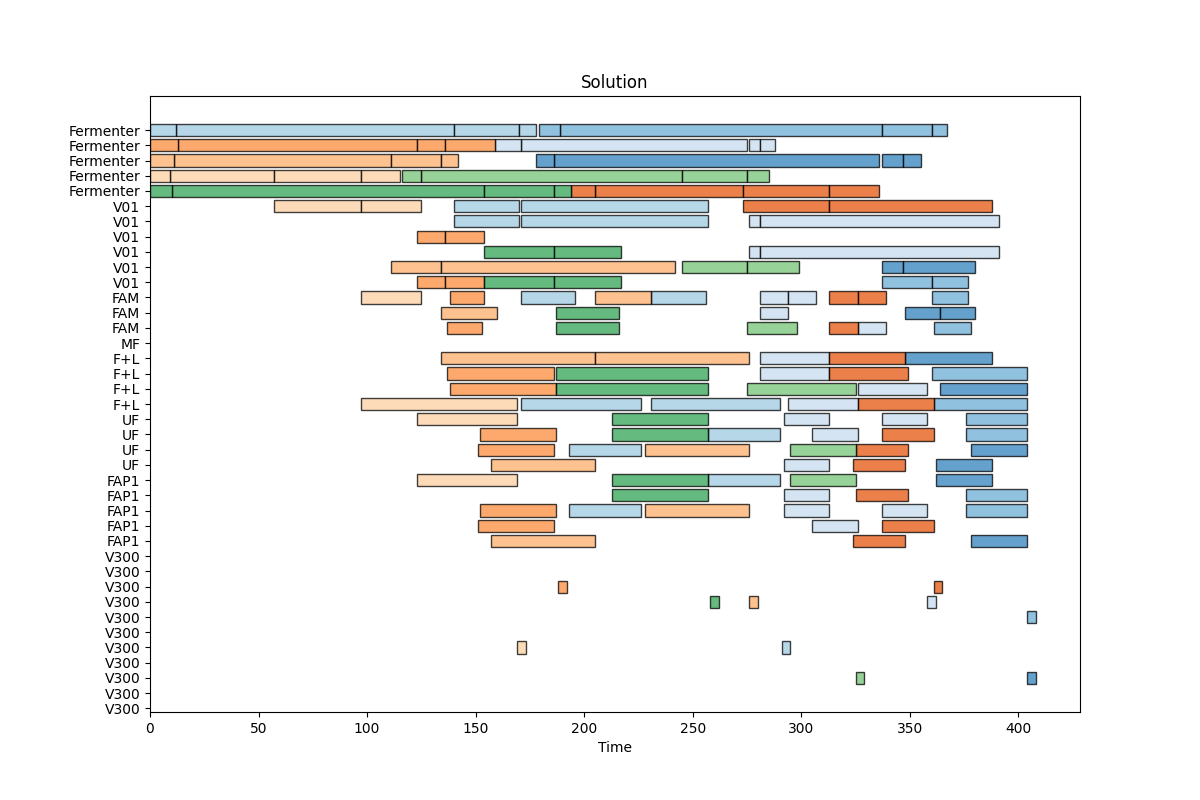 Solution
Fermenter
Fermenter
Fermenter
Fermenter
Fermenter
V01
V01
V01
V01
V01
V01
FAM
FAM
FAM
MF
F+L
F+L
F+L
F+L
UF
UF
UF
UF
FAP1
FAP1
FAP1
FAP1
FAP1
V300
V300
V300
V300
V300
V300
V300
V300
V300
V300
V300
0 50 100 150 200 250 300 350 400
Time